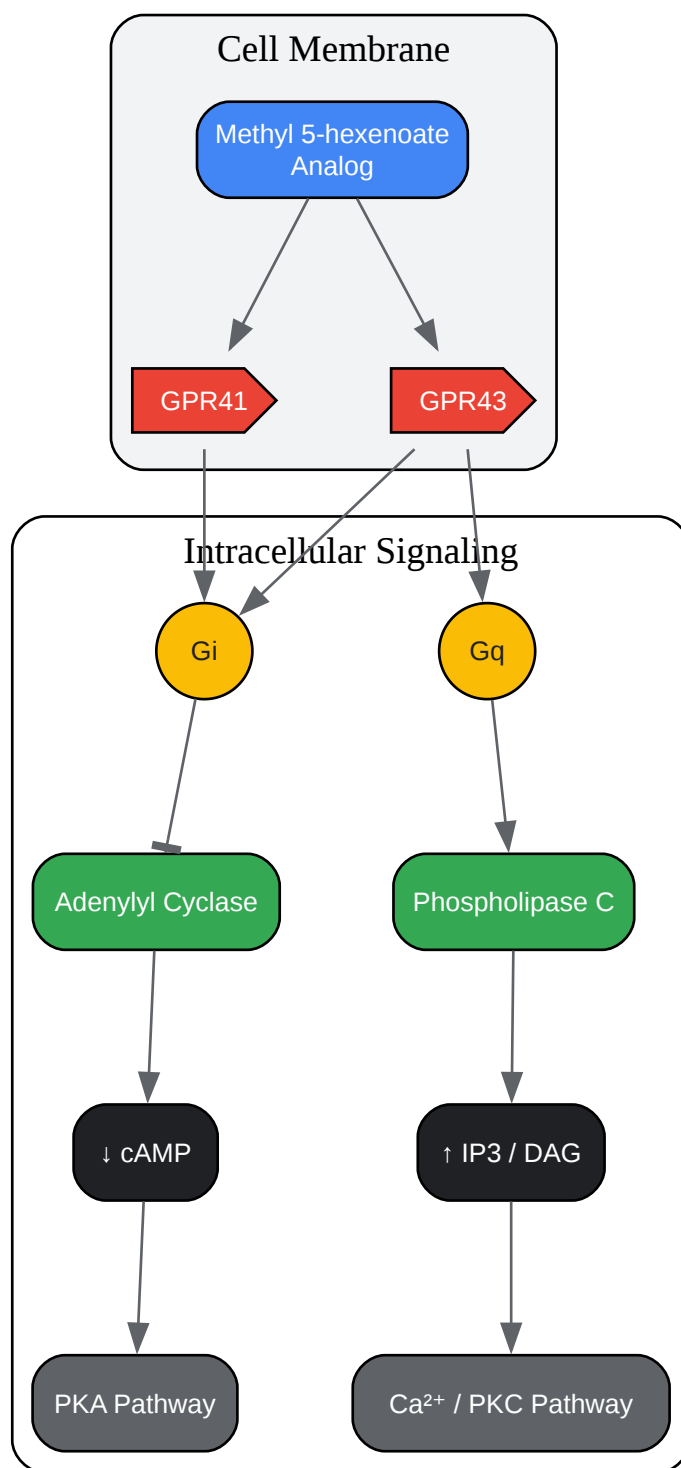 Cell Membrane
Methyl 5-hexenoate
Analog
GPR41
GPR43
Intracellular Signaling
Gi
Gq
Adenylyl Cyclase
Phospholipase C
↓ cAMP
↑ IP3 / DAG
PKA Pathway
Ca²⁺ / PKC Pathway